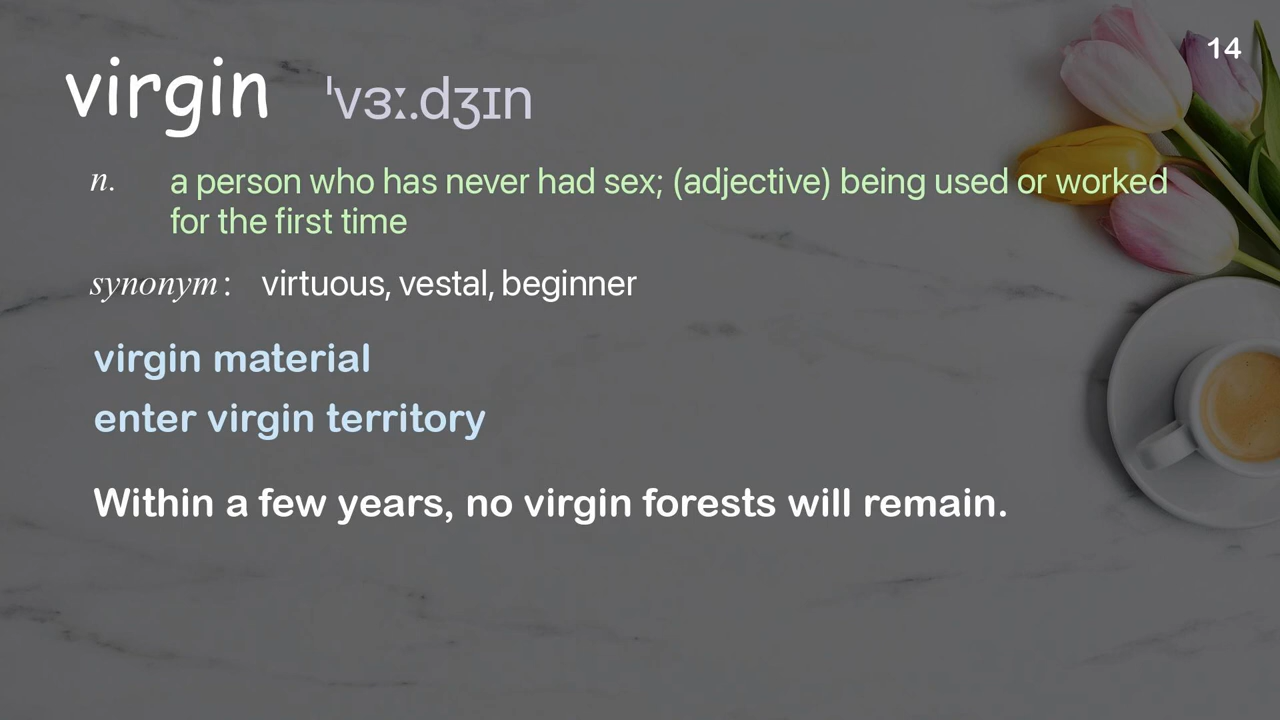 14
virgin ˈvɜː.dʒɪn
n. a person who has never had sex; (adjective) being used or worked
for the first time
synonym: virtuous, vestal, beginner
virgin material
enter virgin territory
Within a few years, no virgin forests will remain.